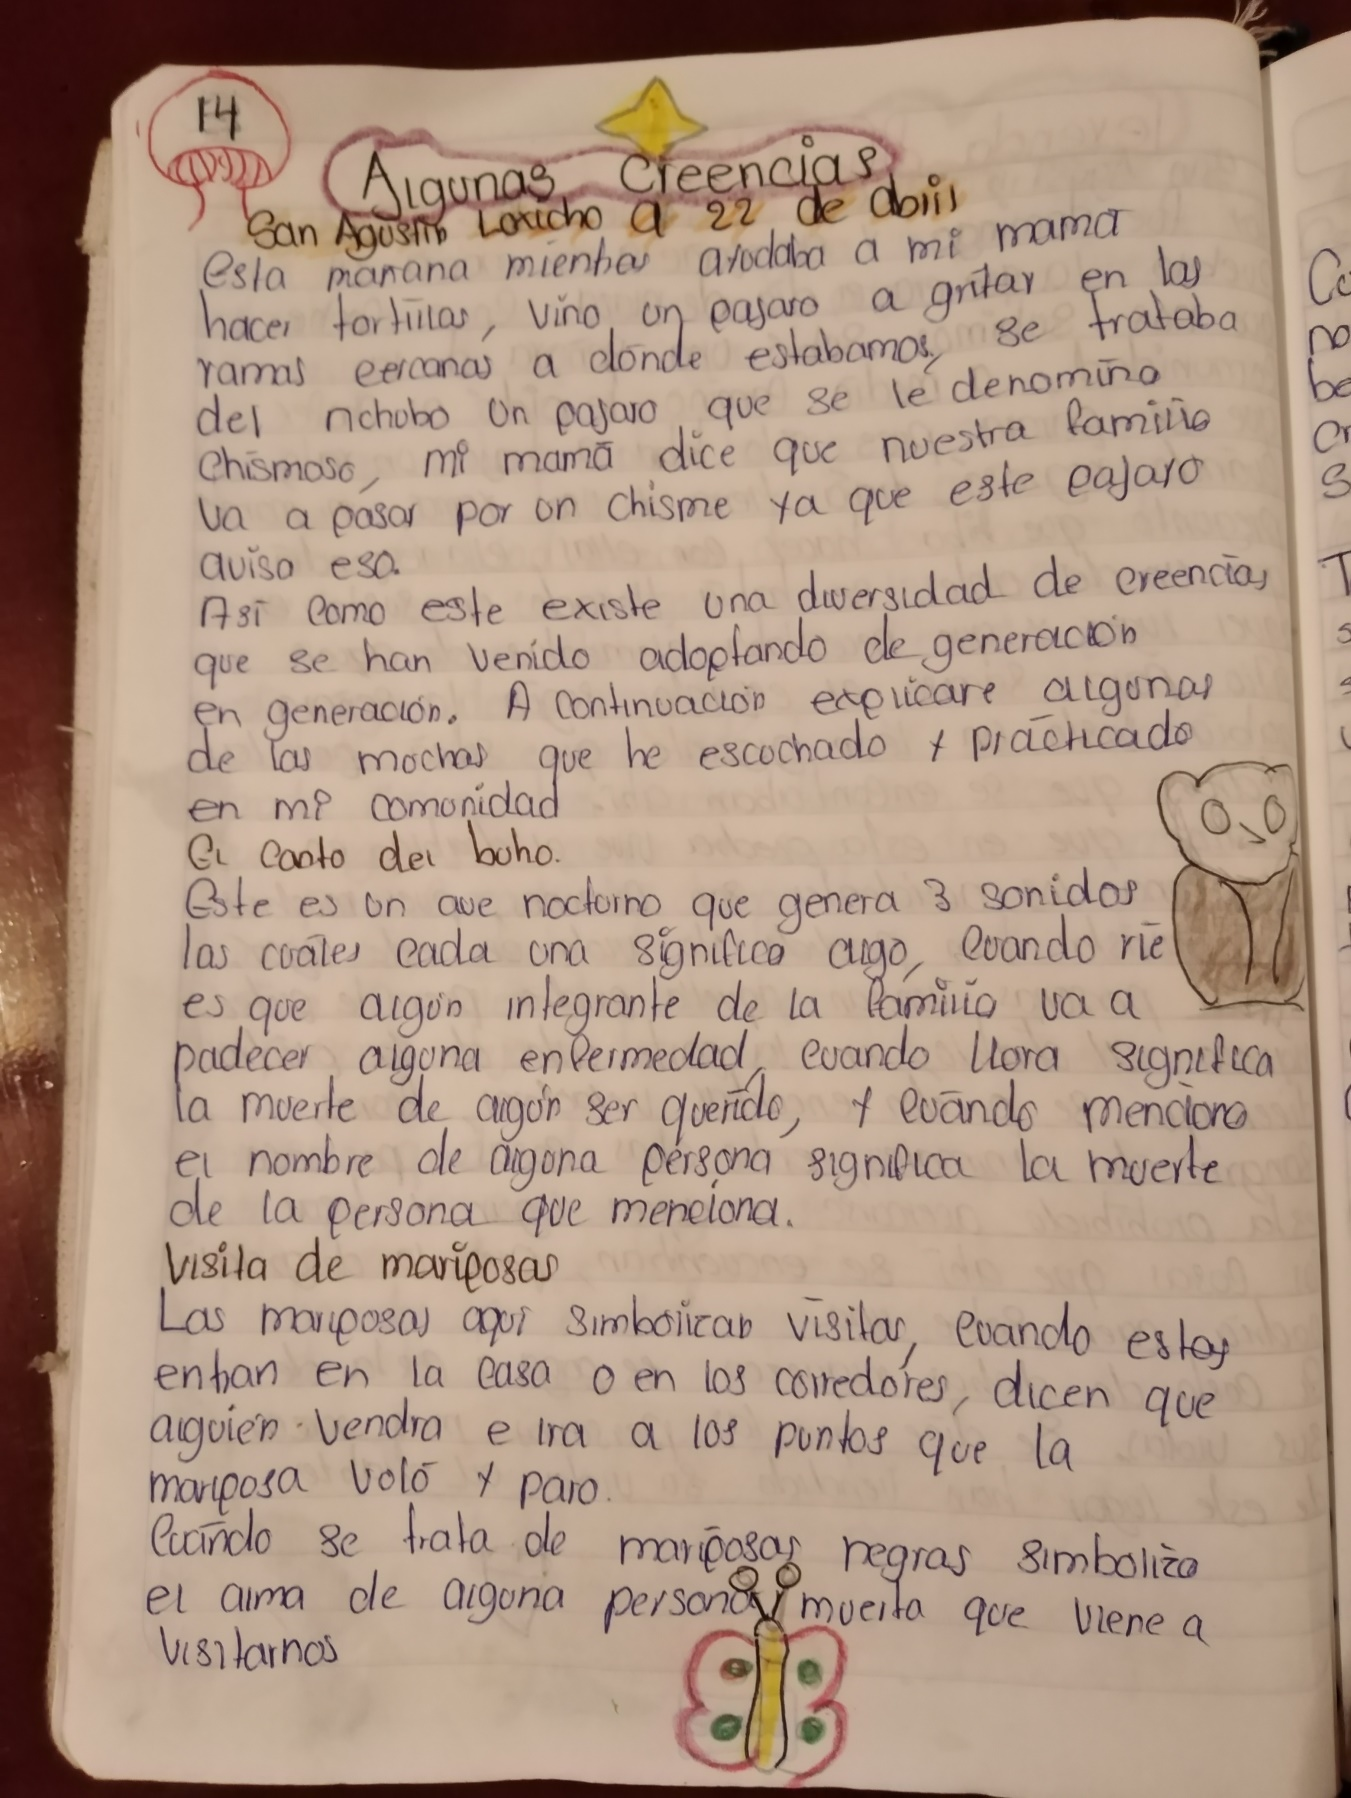 14
Algunas Creencias
San Agustin Loxicho a 22 de abril
esta mañana mientras ayudaba a mi mamá
hacer tortillas, vino un pajaro a gritar en las
ramas cercanas a donde estabamos, se trataba
del nchubo un pajaro que se le denomina
chismoso, mi mamá dice que nuestra familia
va a pasar por un chisme ya que este pajaro
aviso eso.
Así como este existe una diversidad de creencias
que se han venido adoptando de generación
en generación. A continuación explicare algunas
de las muchas que he escuchado y practicado
en mi comunidad
El canto del buho.
Este es un ave nocturno que genera 3 sonidos
las cuáles cada una significa algo, cuando ríe
es que algún integrante de la familia va a
padecer alguna enfermedad, cuando llora significa
la muerte de algún ser querido, y cuándo menciona
el nombre de alguna persona significa la muerte
de la persona que menciona.
Visita de mariposas
Las mariposas aquí simbolizan visitas, cuando estas
entran en la casa o en los corredores, dicen que
alguien vendra e ira a los puntos que la
mariposa voló y paro.
Cuándo se trata de mariposas negras simboliza
el alma de alguna persona muerta que viene a
visitarnos
Co
no
be
cr
s
T